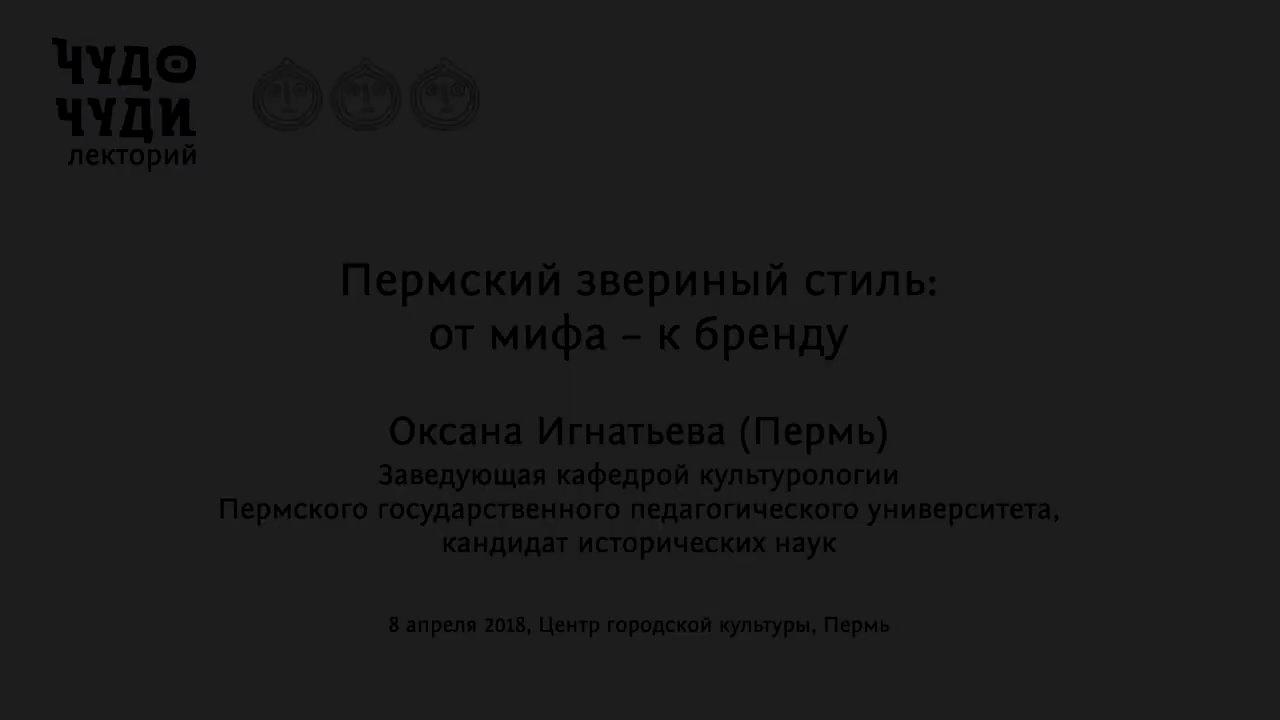 ЧУДО
ЧУДИ
лекторий
Пермский звериный стиль:
от мифа – к бренду
Оксана Игнатьева (Пермь)
Заведующая кафедрой культурологии
Пермского государственного педагогического университета,
кандидат исторических наук
8 апреля 2018, Центр городской культуры, Пермь